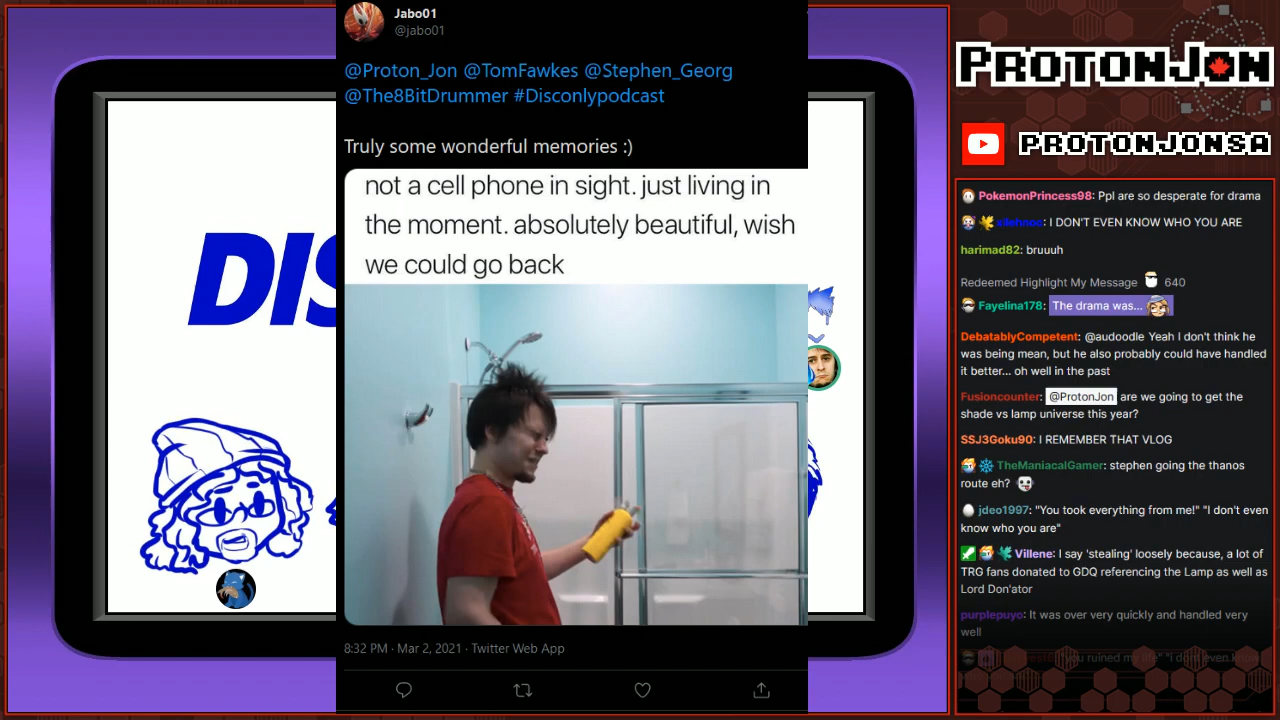 Jabo01
@jabo01
@Proton_Jon @TomFawkes @Stephen_Georg
@The8BitDrummer #Disconlypodcast
Truly some wonderful memories :)
not a cell phone in sight. just living in
the moment. absolutely beautiful, wish
we could go back
8:32 PM · Mar 2, 2021 · Twitter Web App
DIS
PROTONJON
PROTONJONSA
PokemonPrincess98: Ppl are so desperate for drama
I DON'T EVEN KNOW WHO YOU ARE
harimad82: bruuuh
Redeemed Highlight My Message 640
Fayelina178: The drama was...
DebatablyCompetent: @audoodle Yeah I don't think he
was being mean, but he also probably could have handled
it better... oh well in the past
Fusioncounter: @ProtonJon are we going to get the
shade vs lamp universe this year?
SSJ3Goku90: I REMEMBER THAT VLOG
TheManiacalGamer: stephen going the thanos
route eh?
jdeo1997: "You took everything from me!" "I don't even
know who you are"
Villene: I say 'stealing' loosely because, a lot of
TRG fans donated to GDQ referencing the Lamp as well as
Lord Don'ator
purplepuyo: It was over very quickly and handled very
well
"you ruined my life" "i dont even know